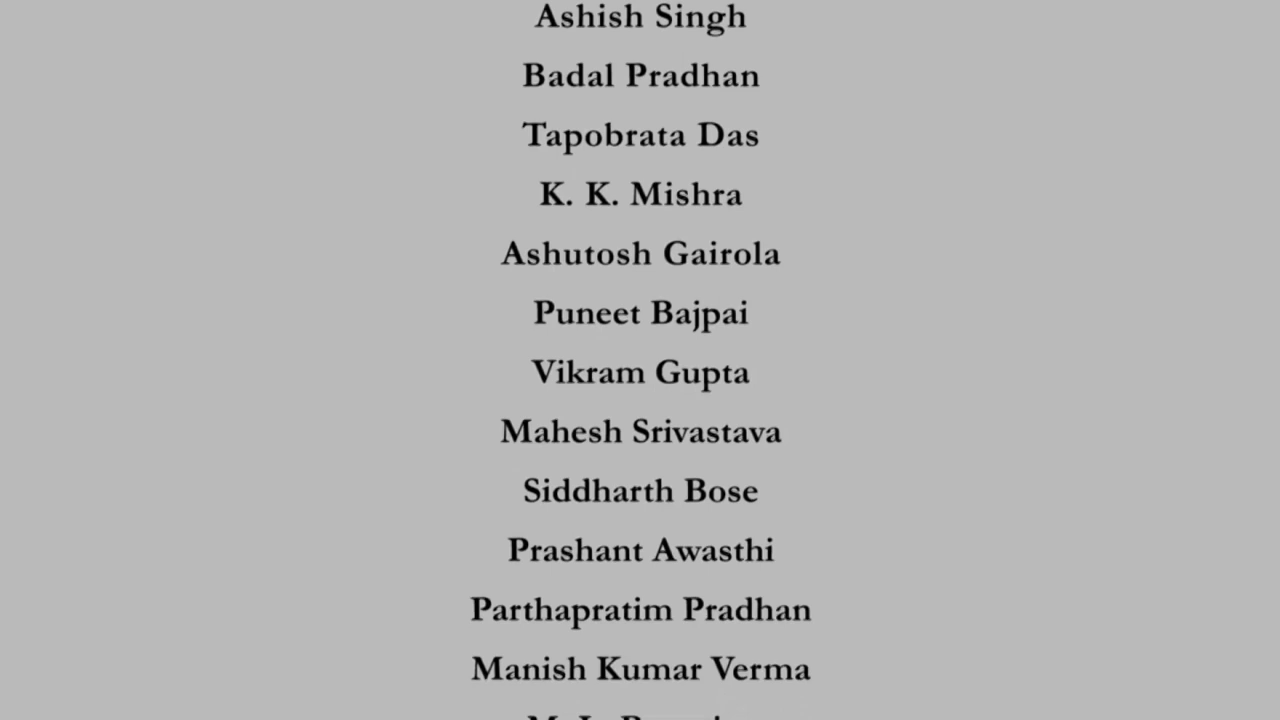 Ashish Singh
Badal Pradhan
Tapobrata Das
K. K. Mishra
Ashutosh Gairola
Puneet Bajpai
Vikram Gupta
Mahesh Srivastava
Siddharth Bose
Prashant Awasthi
Parthapratim Pradhan
Manish Kumar Verma